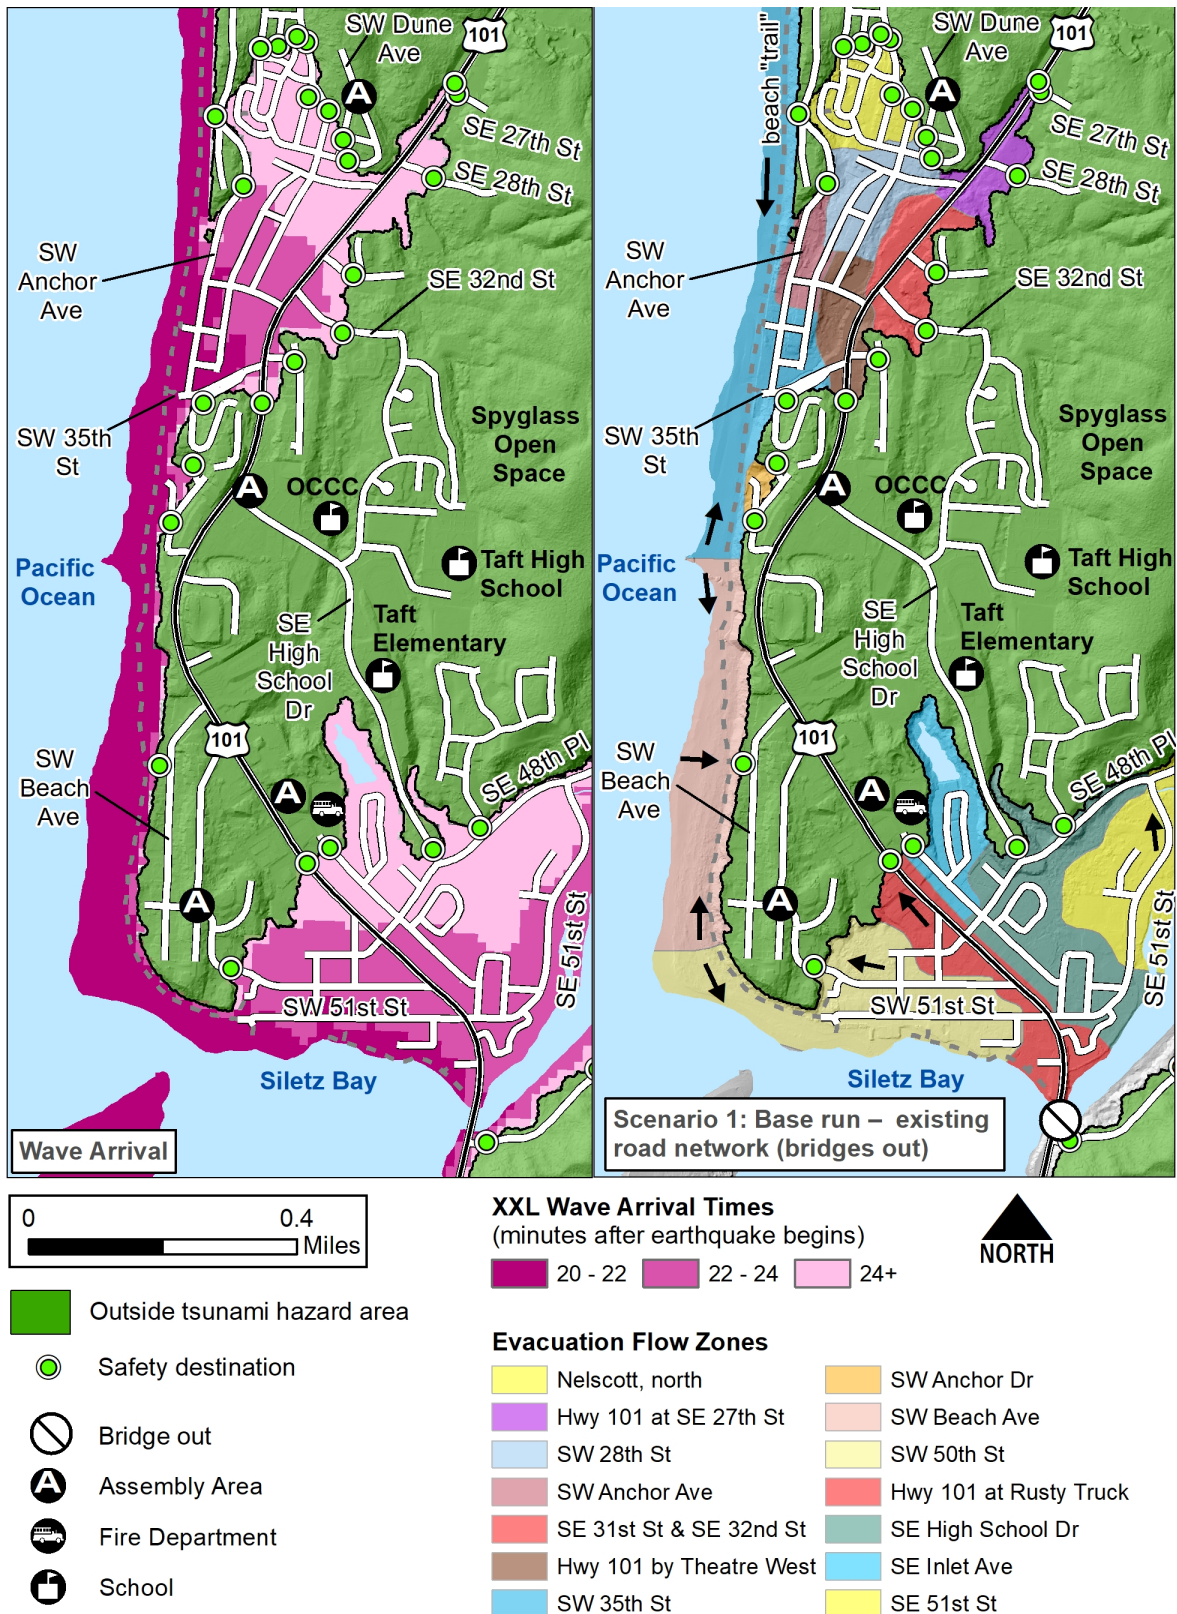 SW Dune
Ave
101
A
SE 27th St
SE 28th St
SW
Anchor
Ave
SE 32nd St
SW 35th
St
Spyglass
Open
Space
A
OCCC
Pacific
Ocean
Taft High
School
SE
High
School
Dr
Taft
Elementary
101
SW
Beach
Ave
A
SE 48th Pl
A
SE 51st St
SW 51st St
Siletz Bay
Wave Arrival
beach "trail"
SW Dune
Ave
101
A
SE 27th St
SE 28th St
SW
Anchor
Ave
SE 32nd St
SW 35th
St
Spyglass
Open
Space
A
OCCC
Pacific
Ocean
Taft High
School
SE
High
School
Dr
Taft
Elementary
101
SW
Beach
Ave
A
SE 48th Pl
A
SE 51st St
SW 51st St
Siletz Bay
Scenario 1: Base run – existing
road network (bridges out)
0 0.4
Miles
Outside tsunami hazard area
Safety destination
Bridge out
A Assembly Area
Fire Department
School
XXL Wave Arrival Times
(minutes after earthquake begins)
20 - 22 22 - 24 24+
NORTH
Evacuation Flow Zones
Nelscott, north
Hwy 101 at SE 27th St
SW 28th St
SW Anchor Ave
SE 31st St & SE 32nd St
Hwy 101 by Theatre West
SW 35th St
SW Anchor Dr
SW Beach Ave
SW 50th St
Hwy 101 at Rusty Truck
SE High School Dr
SE Inlet Ave
SE 51st St